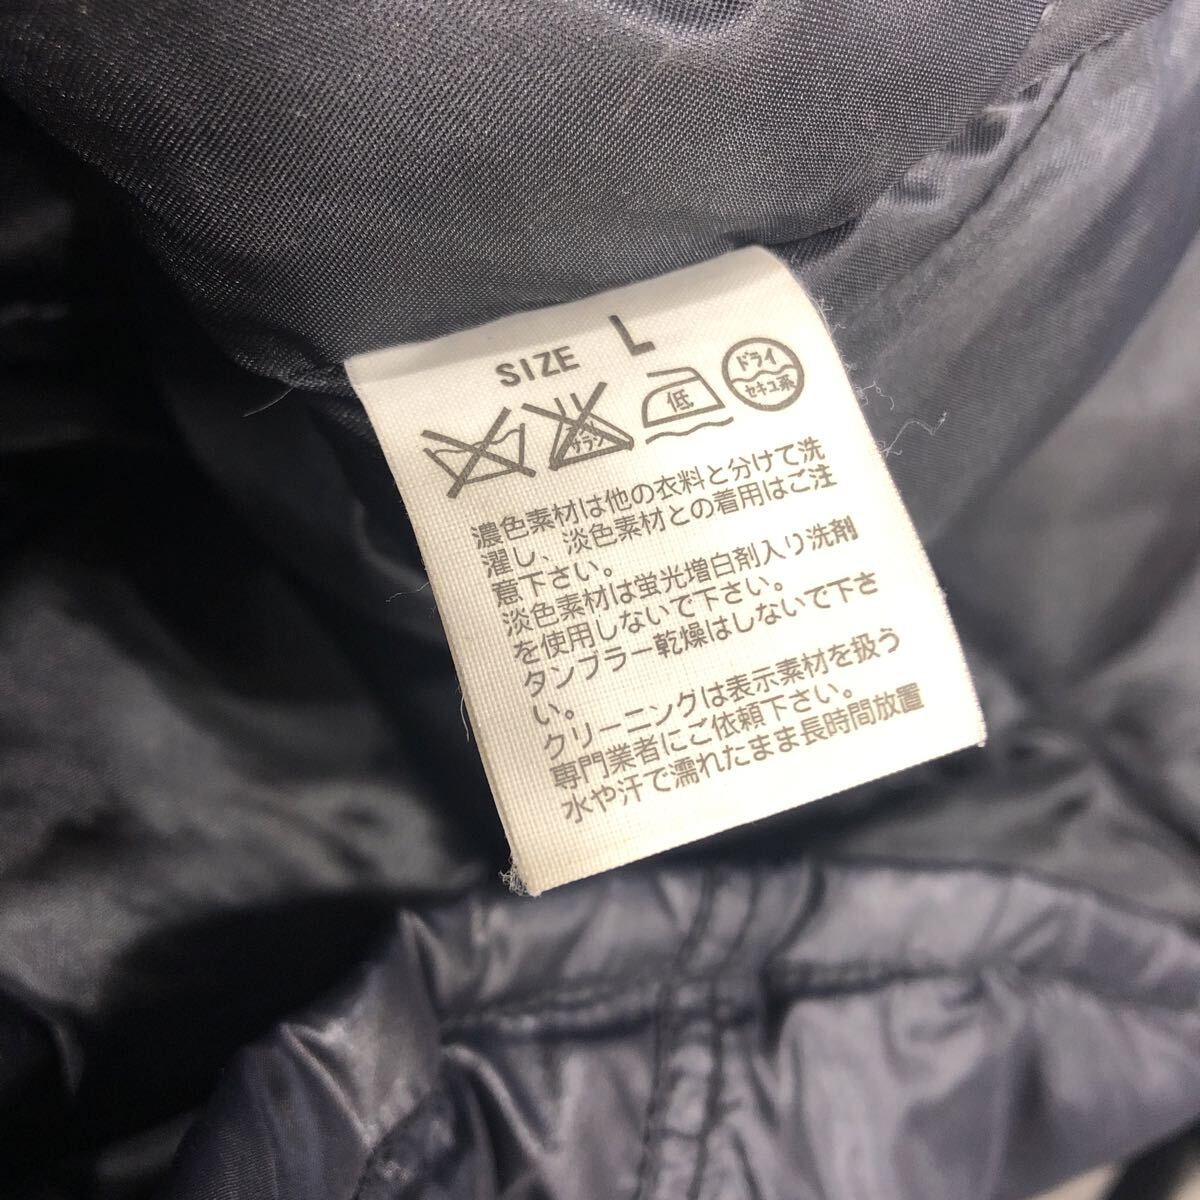 SIZE L
エンソサラシ
低
ドライ
セキユ系
濃色素材は他の衣料と分けて洗
濯し、淡色素材との着用はご注
意下さい。
淡色素材は蛍光増白剤入り洗剤
を使用しないで下さい。
タンブラー乾燥はしないで下さ
い。
クリーニングは表示素材を扱う
専門業者にご依頼下さい。
水や汗で濡れたまま長時間放置